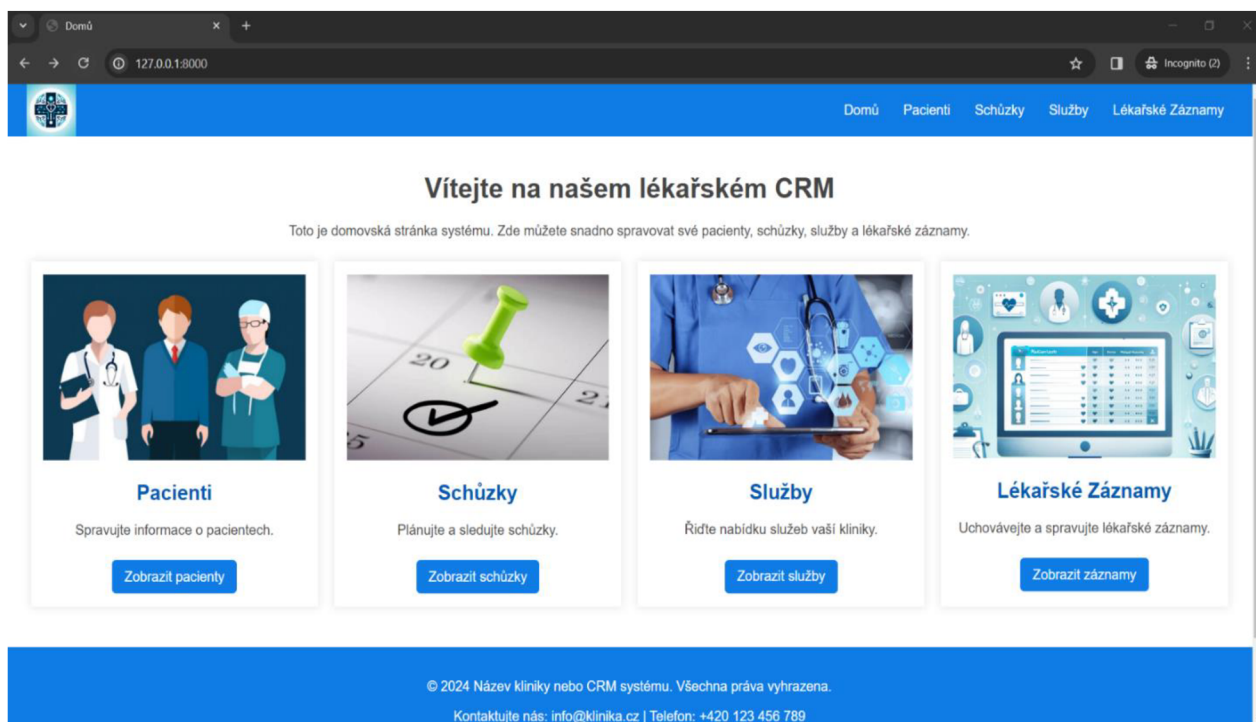 Domů
127.0.0.1:8000
Incognito (2)
Domů Pacienti Schůzky Služby Lékařské Záznamy
Vítejte na našem lékařském CRM
Toto je domovská stránka systému. Zde můžete snadno spravovat své pacienty, schůzky, služby a lékařské záznamy.
20
21
Pacienti
Spravujte informace o pacientech.
Zobrazit pacienty
Schůzky
Plánujte a sledujte schůzky.
Zobrazit schůzky
Služby
Řiďte nabídku služeb vaší kliniky.
Zobrazit služby
Lékařské Záznamy
Uchovávejte a spravujte lékařské záznamy.
Zobrazit záznamy
© 2024 Název kliniky nebo CRM systému. Všechna práva vyhrazena.
Kontaktujte nás: info@klinika.cz | Telefon: +420 123 456 789